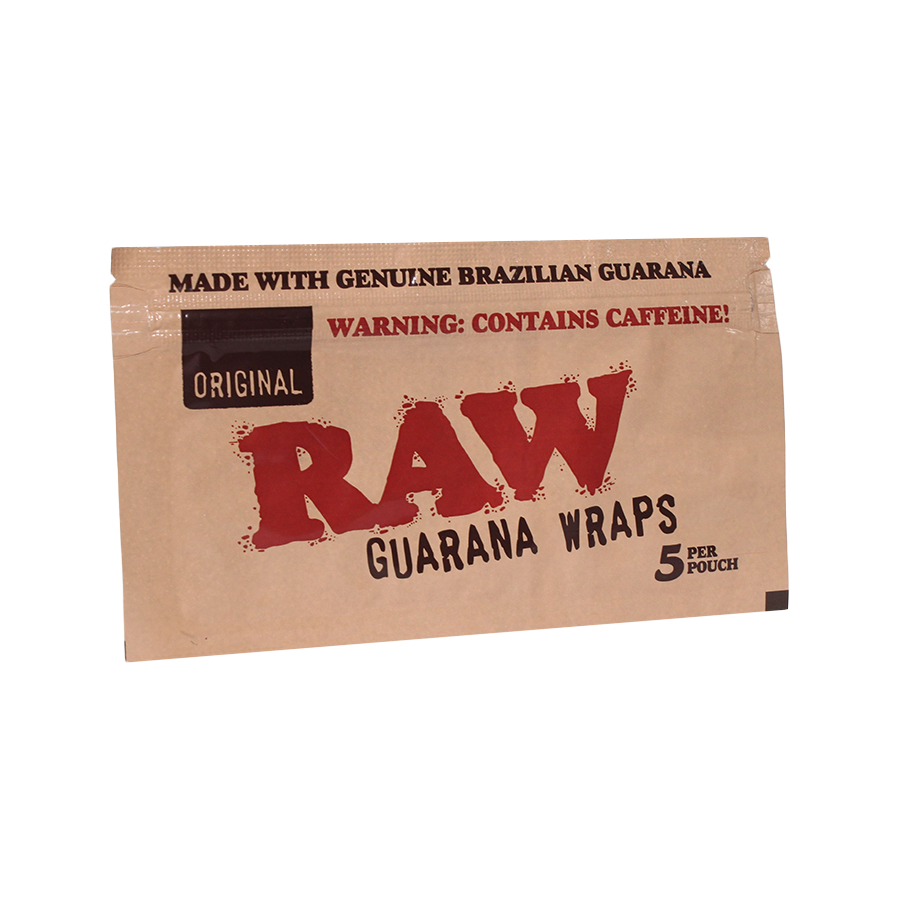 MADE WITH GENUINE BRAZILIAN GUARANA
WARNING: CONTAINS CAFFEINE!
ORIGINAL
RAW
GUARANA WRAPS
5 PER
POUCH